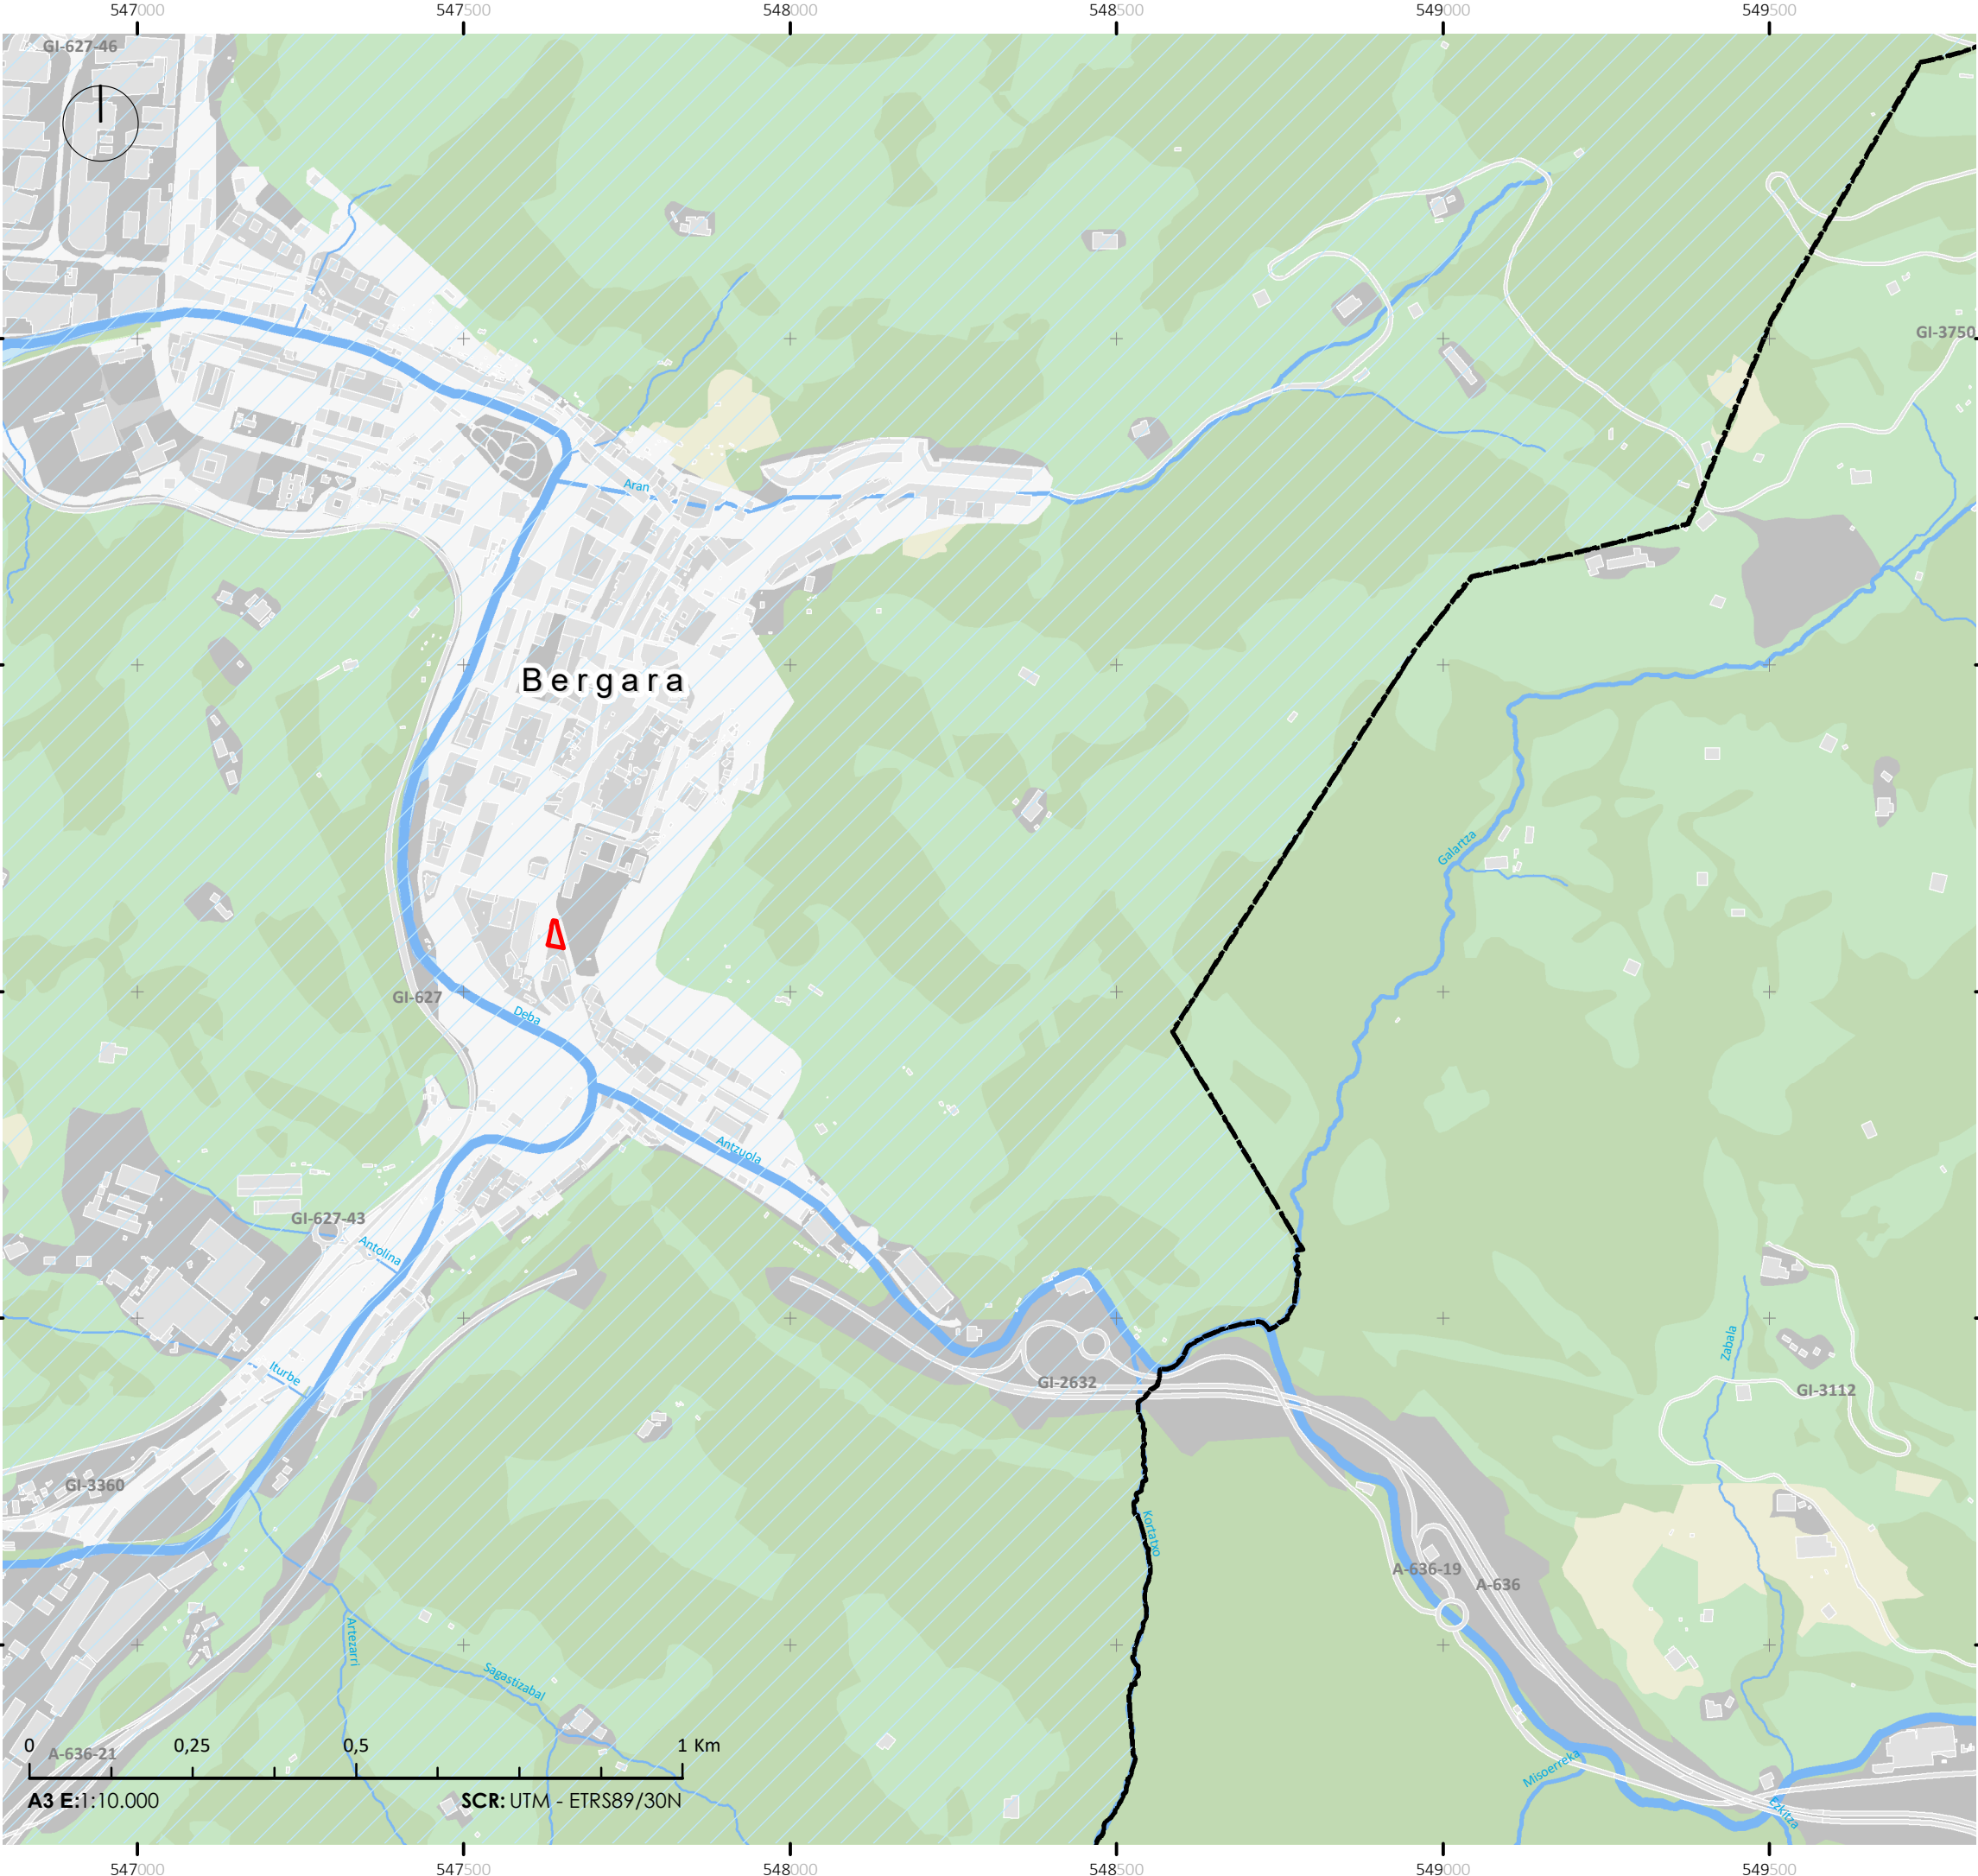 547000 547500 548000 548500 549000 549500
GI-627-46
GI-3750
Aran
Bergara
Galartza
GI-627
Deba
Antzuola
GI-627-43
Antolina
Zabala
Iturbe
GI-2632
GI-3112
GI-3360
Kortatxo
A-636-19
A-636
Artezarri
Sagastizabal
0 0,25 0,5 1 Km
A-636-21
Misoerreka
A3 E:1:10.000
SCR: UTM - ETRS89/30N
Ezkitza
547000 547500 548000 548500 549000 549500